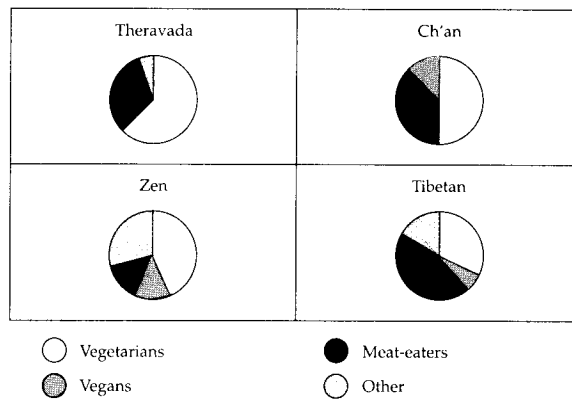 Theravada
Ch'an
Zen
Tibetan
Vegetarians
Meat-eaters
Vegans
Other